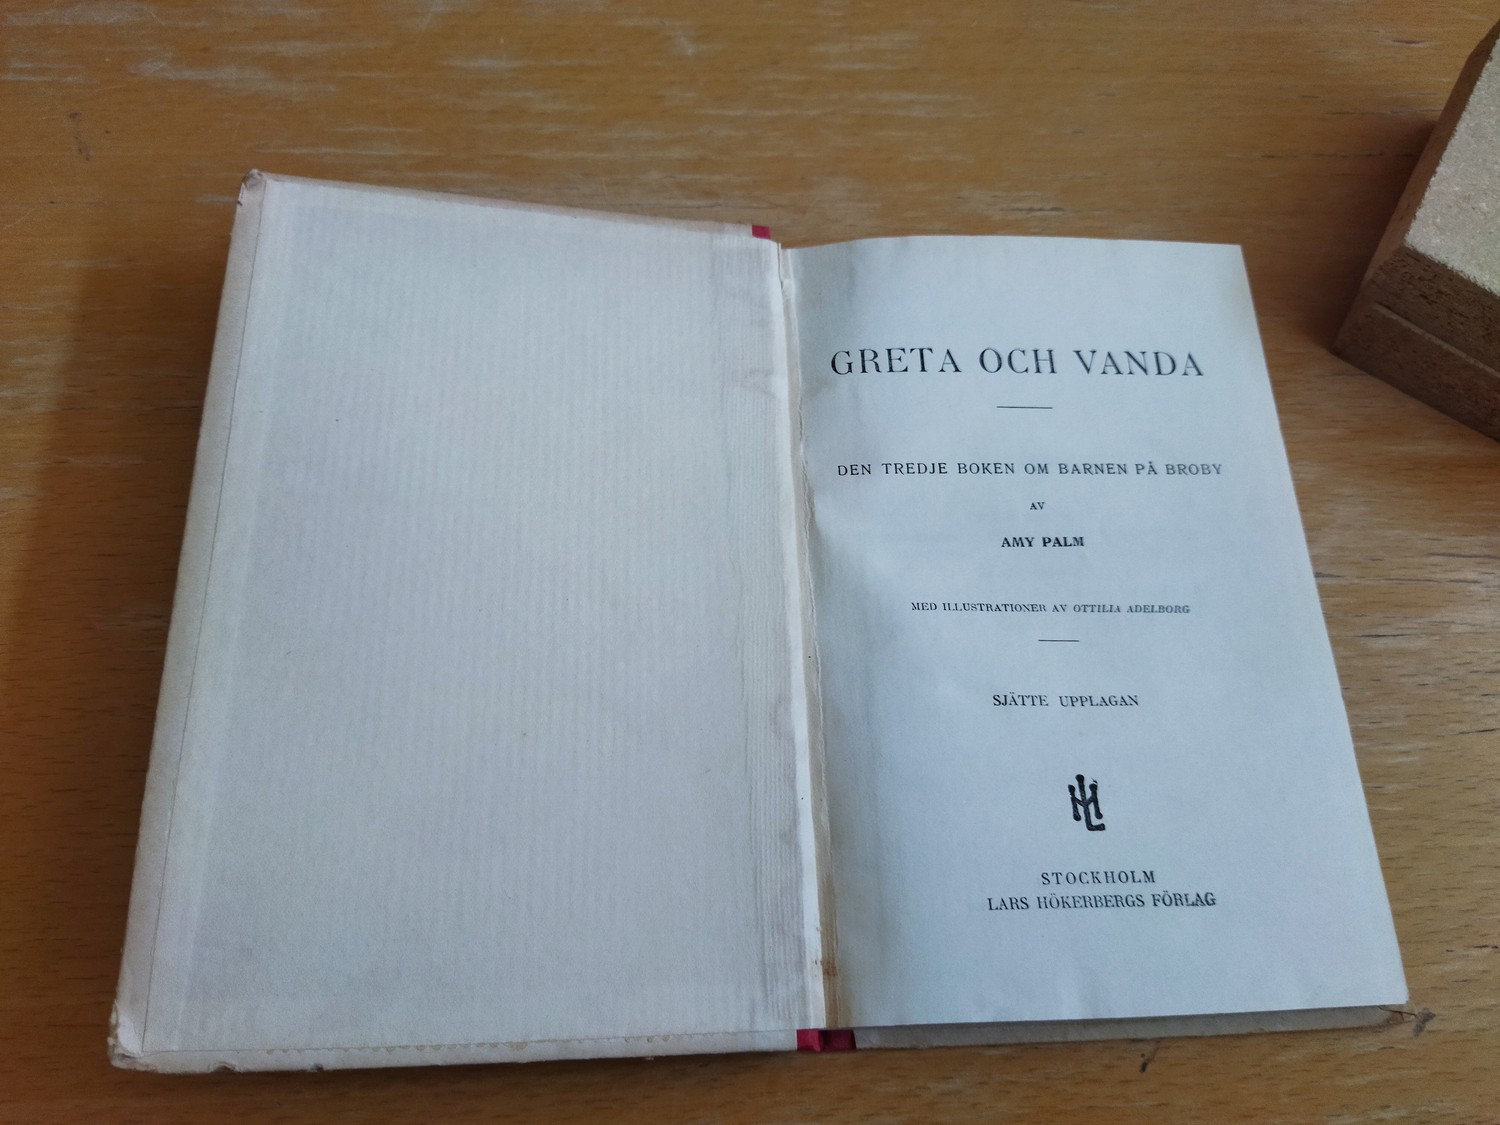 GRETA OCH VANDA
DEN TREDJE BOKEN OM BARNEN PÅ BROBY
AV
AMY PALM
MED ILLUSTRATIONER AV OTTILIA ADELBORG
SJÄTTE UPPLAGAN
LH
STOCKHOLM
LARS HÖKERBERGS FÖRLAG